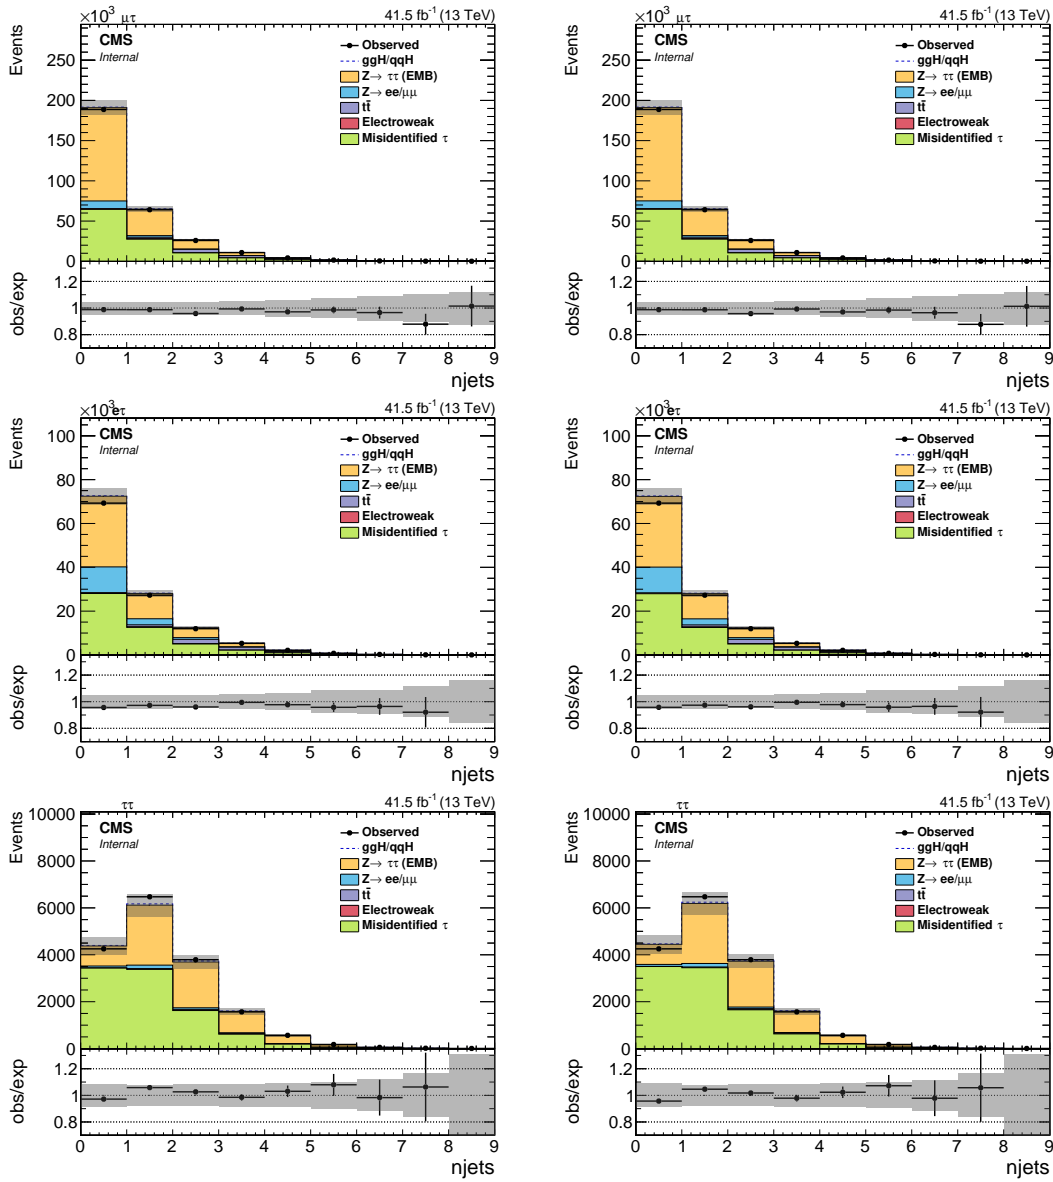 ×10³ μτ 41.5 fb⁻¹ (13 TeV)
Events
CMS
Internal
Observed
ggH/qqH
Z→ ττ (EMB)
Z→ ee/μμ
tt̄
Electroweak
Misidentified τ
250
200
150
100
50
0
obs/exp
1.2
1
0.8
0 1 2 3 4 5 6 7 8 9
njets
×10³ μτ 41.5 fb⁻¹ (13 TeV)
Events
CMS
Internal
Observed
ggH/qqH
Z→ ττ (EMB)
Z→ ee/μμ
tt̄
Electroweak
Misidentified τ
250
200
150
100
50
0
obs/exp
1.2
1
0.8
0 1 2 3 4 5 6 7 8 9
njets
×10³ eτ 41.5 fb⁻¹ (13 TeV)
Events
CMS
Internal
Observed
ggH/qqH
Z→ ττ (EMB)
Z→ ee/μμ
tt̄
Electroweak
Misidentified τ
100
80
60
40
20
0
obs/exp
1.2
1
0.8
0 1 2 3 4 5 6 7 8 9
njets
×10³ eτ 41.5 fb⁻¹ (13 TeV)
Events
CMS
Internal
Observed
ggH/qqH
Z→ ττ (EMB)
Z→ ee/μμ
tt̄
Electroweak
Misidentified τ
100
80
60
40
20
0
obs/exp
1.2
1
0.8
0 1 2 3 4 5 6 7 8 9
njets
ττ 41.5 fb⁻¹ (13 TeV)
Events
CMS
Internal
Observed
ggH/qqH
Z→ ττ (EMB)
Z→ ee/μμ
tt̄
Electroweak
Misidentified τ
10000
8000
6000
4000
2000
0
obs/exp
1.2
1
0.8
0 1 2 3 4 5 6 7 8 9
njets
ττ 41.5 fb⁻¹ (13 TeV)
Events
CMS
Internal
Observed
ggH/qqH
Z→ ττ (EMB)
Z→ ee/μμ
tt̄
Electroweak
Misidentified τ
10000
8000
6000
4000
2000
0
obs/exp
1.2
1
0.8
0 1 2 3 4 5 6 7 8 9
njets